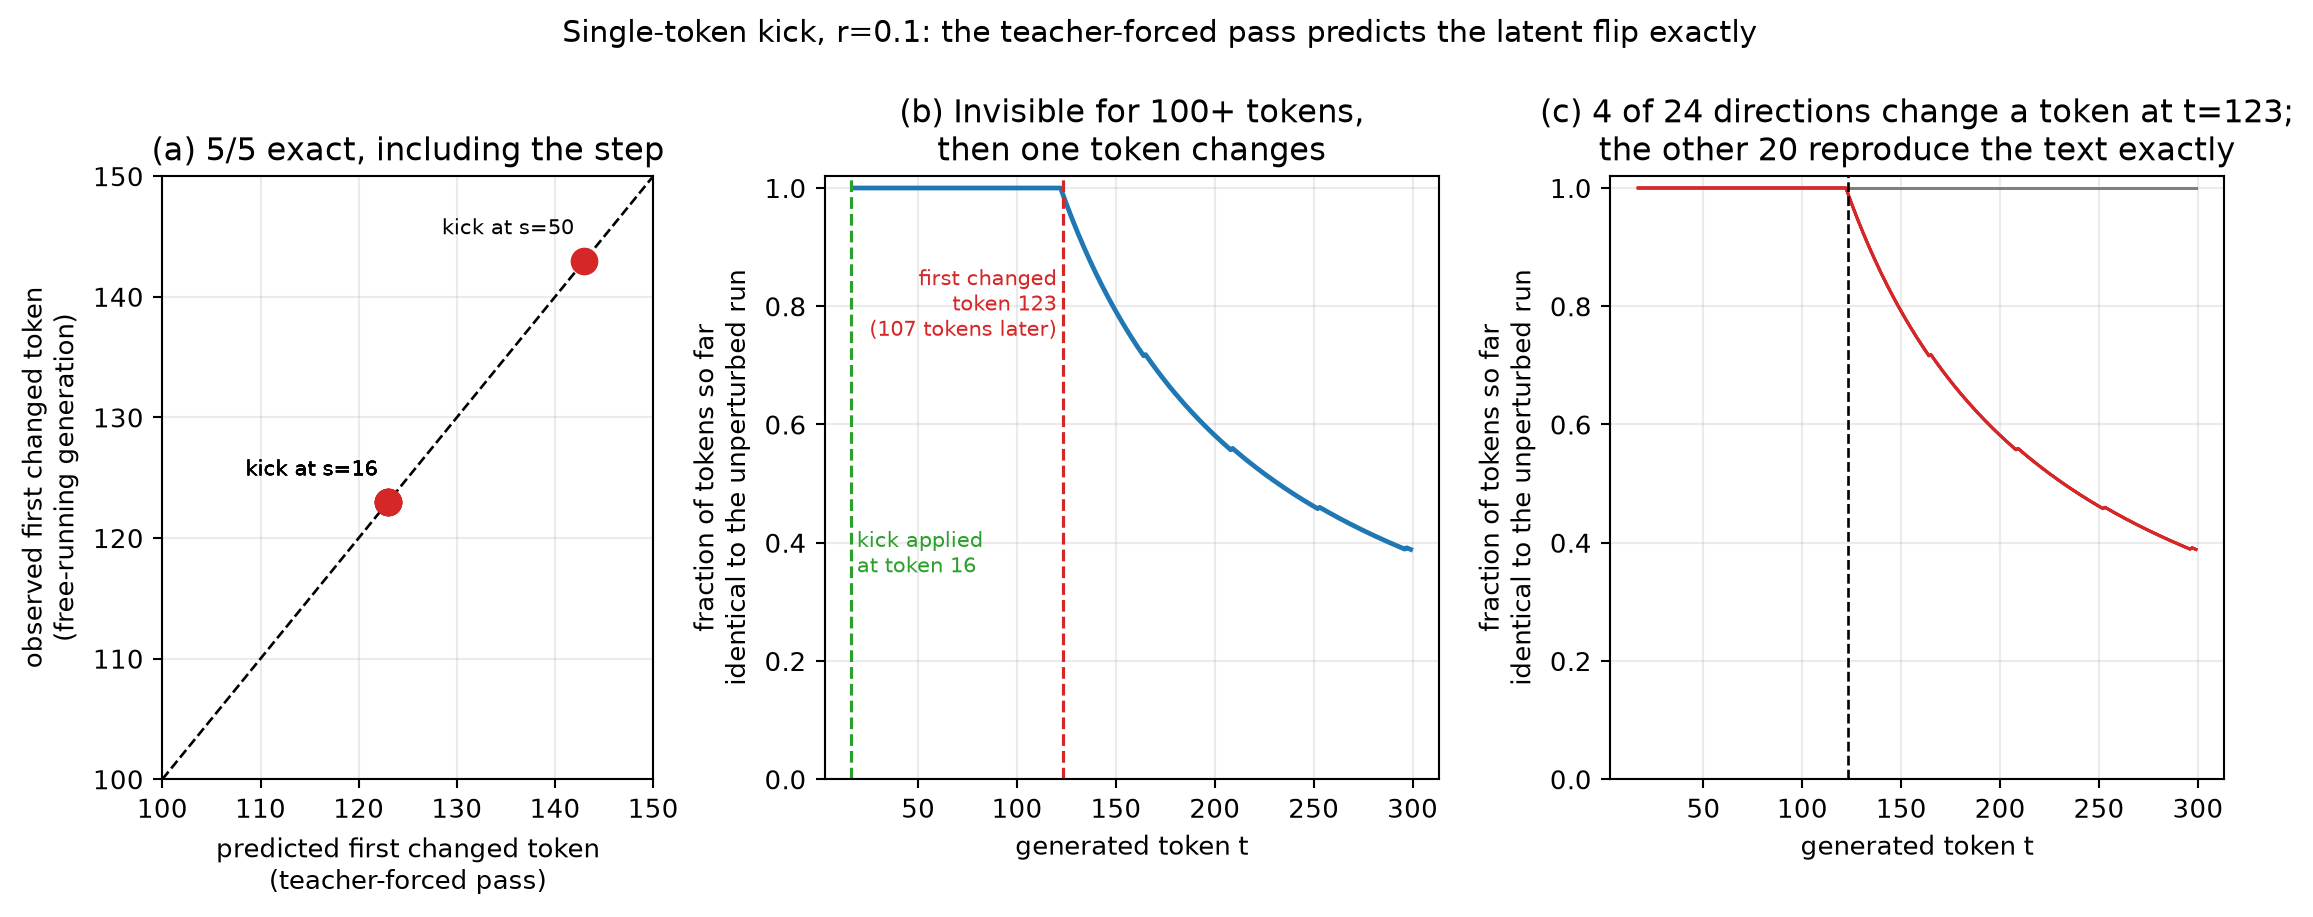 Single-token kick, r=0.1: the teacher-forced pass predicts the latent flip exactly
(a) 5/5 exact, including the step
150
140
130
120
110
100
100 110 120 130 140 150
observed first changed token
(free-running generation)
predicted first changed token
(teacher-forced pass)
kick at s=50
kick at s=16
(b) Invisible for 100+ tokens,
then one token changes
1.0
0.8
0.6
0.4
0.2
0.0
50 100 150 200 250 300
fraction of tokens so far
identical to the unperturbed run
generated token t
first changed
token 123
(107 tokens later)
kick applied
at token 16
(c) 4 of 24 directions change a token at t=123;
the other 20 reproduce the text exactly
1.0
0.8
0.6
0.4
0.2
0.0
50 100 150 200 250 300
fraction of tokens so far
identical to the unperturbed run
generated token t